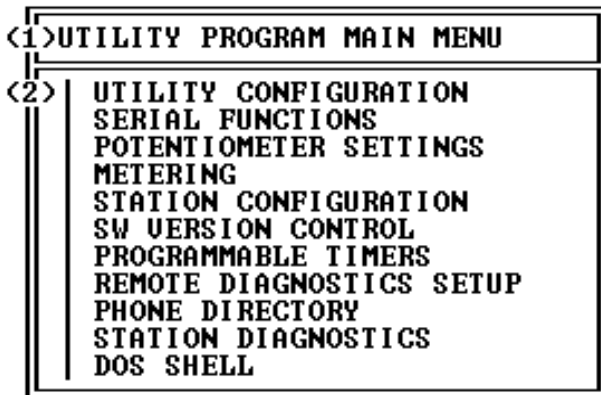 <1>UTILITY PROGRAM MAIN MENU
<2> UTILITY CONFIGURATION
SERIAL FUNCTIONS
POTENTIOMETER SETTINGS
METERING
STATION CONFIGURATION
SW VERSION CONTROL
PROGRAMMABLE TIMERS
REMOTE DIAGNOSTICS SETUP
PHONE DIRECTORY
STATION DIAGNOSTICS
DOS SHELL